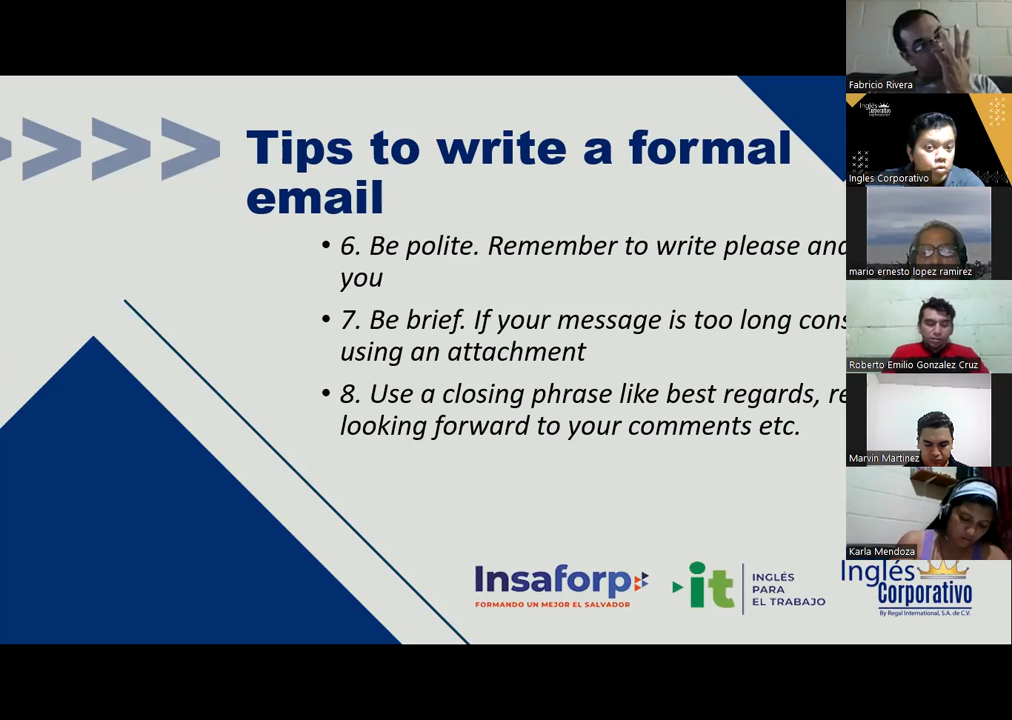 Tips to write a formal
email
• 6. Be polite. Remember to write please and
you
• 7. Be brief. If your message is too long cons
using an attachment
• 8. Use a closing phrase like best regards, re
looking forward to your comments etc.
Insaforp
FORMANDO UN MEJOR EL SALVADOR
it
INGLÉS
PARA
EL TRABAJO
Inglés
Corporativo
By Regal International, S.A. de C.V.
Fabricio Rivera
Inglés
Corporativo
Ingles Corporativo
mario ernesto lopez ramirez
Roberto Emilio Gonzalez Cruz
Marvin Martinez
Karla Mendoza